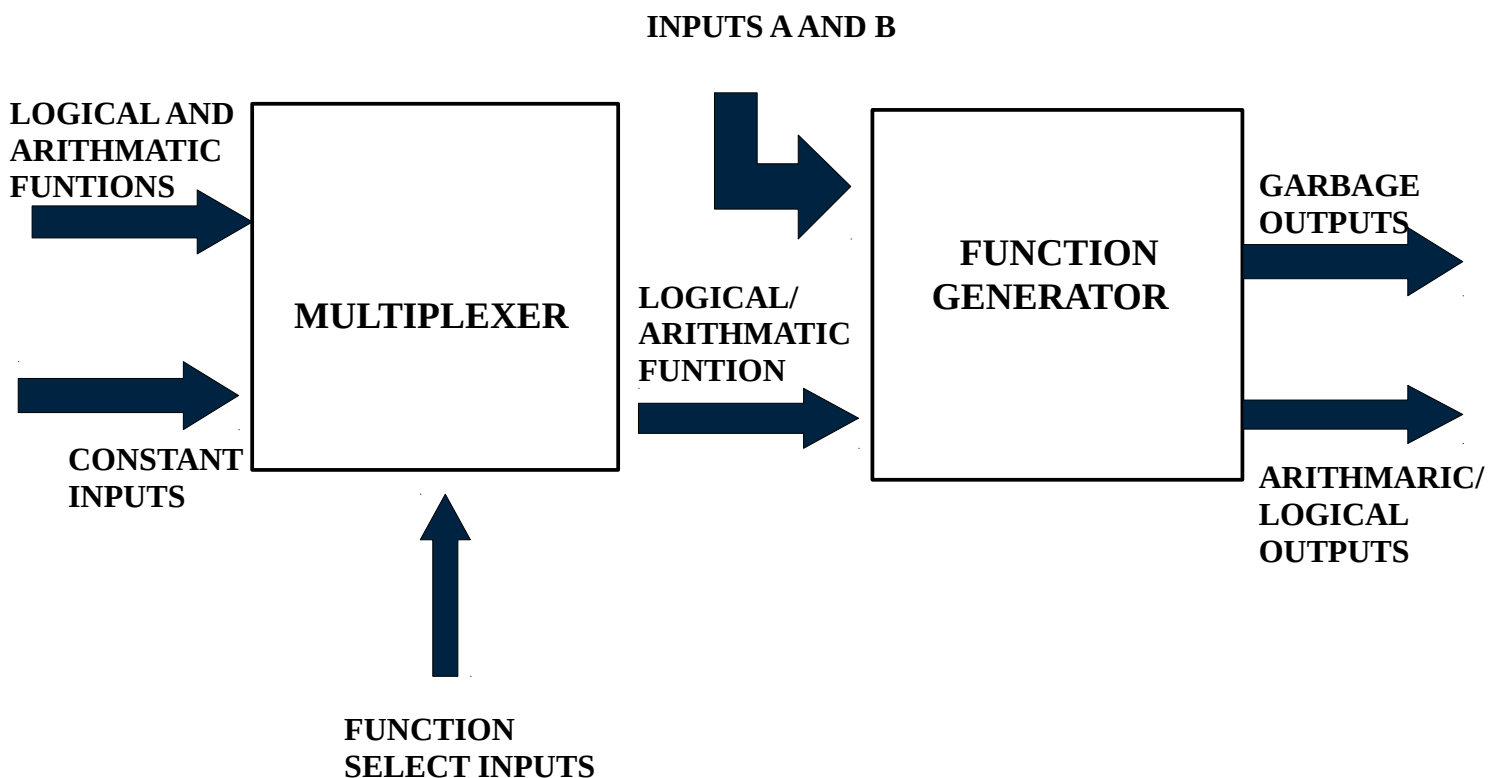 INPUTS A AND B
LOGICAL AND
ARITHMATIC
FUNTIONS
MULTIPLEXER
CONSTANT
INPUTS
FUNCTION
SELECT INPUTS
LOGICAL/
ARITHMATIC
FUNTION
FUNCTION
GENERATOR
GARBAGE
OUTPUTS
ARITHMARIC/
LOGICAL
OUTPUTS